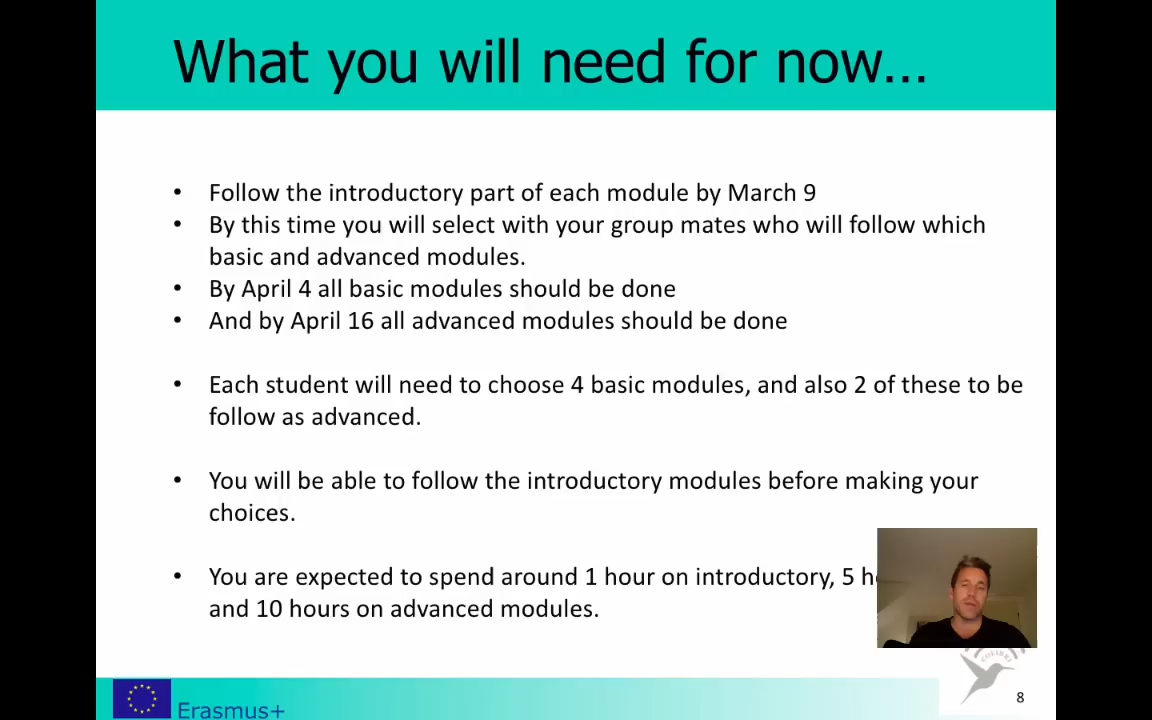 What you will need for now...
• Follow the introductory part of each module by March 9
• By this time you will select with your group mates who will follow which
basic and advanced modules.
• By April 4 all basic modules should be done
• And by April 16 all advanced modules should be done
• Each student will need to choose 4 basic modules, and also 2 of these to be
follow as advanced.
• You will be able to follow the introductory modules before making your
choices.
• You are expected to spend around 1 hour on introductory, 5
and 10 hours on advanced modules.
COLIBRI
Erasmus+
8